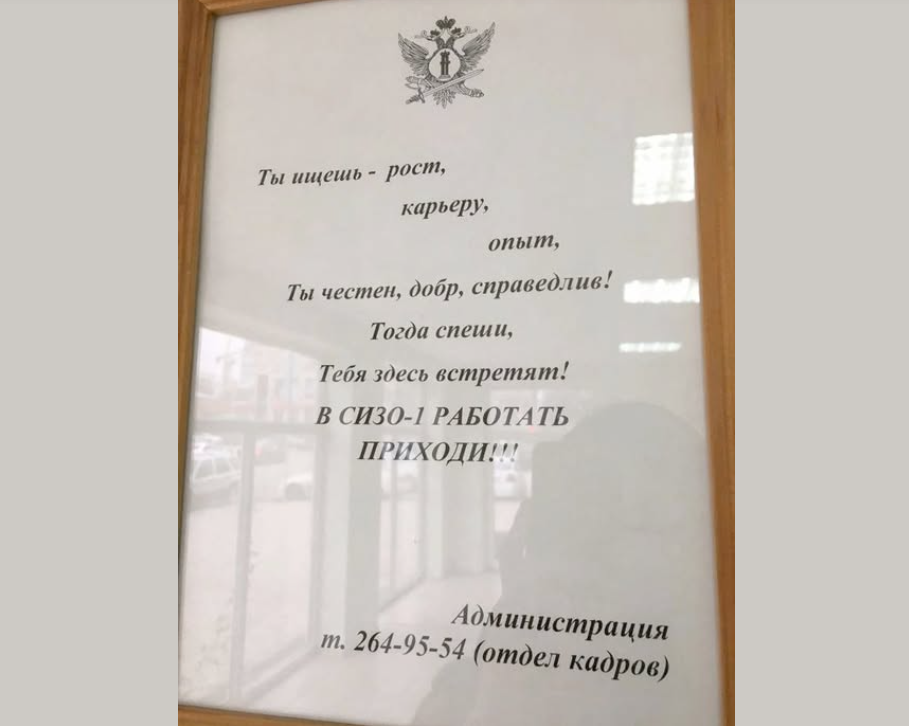 Ты ищешь - рост,
карьеру,
опыт,
Ты честен, добр, справедлив!
Тогда спеши,
Тебя здесь встретят!
В СИЗО-1 РАБОТАТЬ
ПРИХОДИ!!!
Администрация
т. 264-95-54 (отдел кадров)